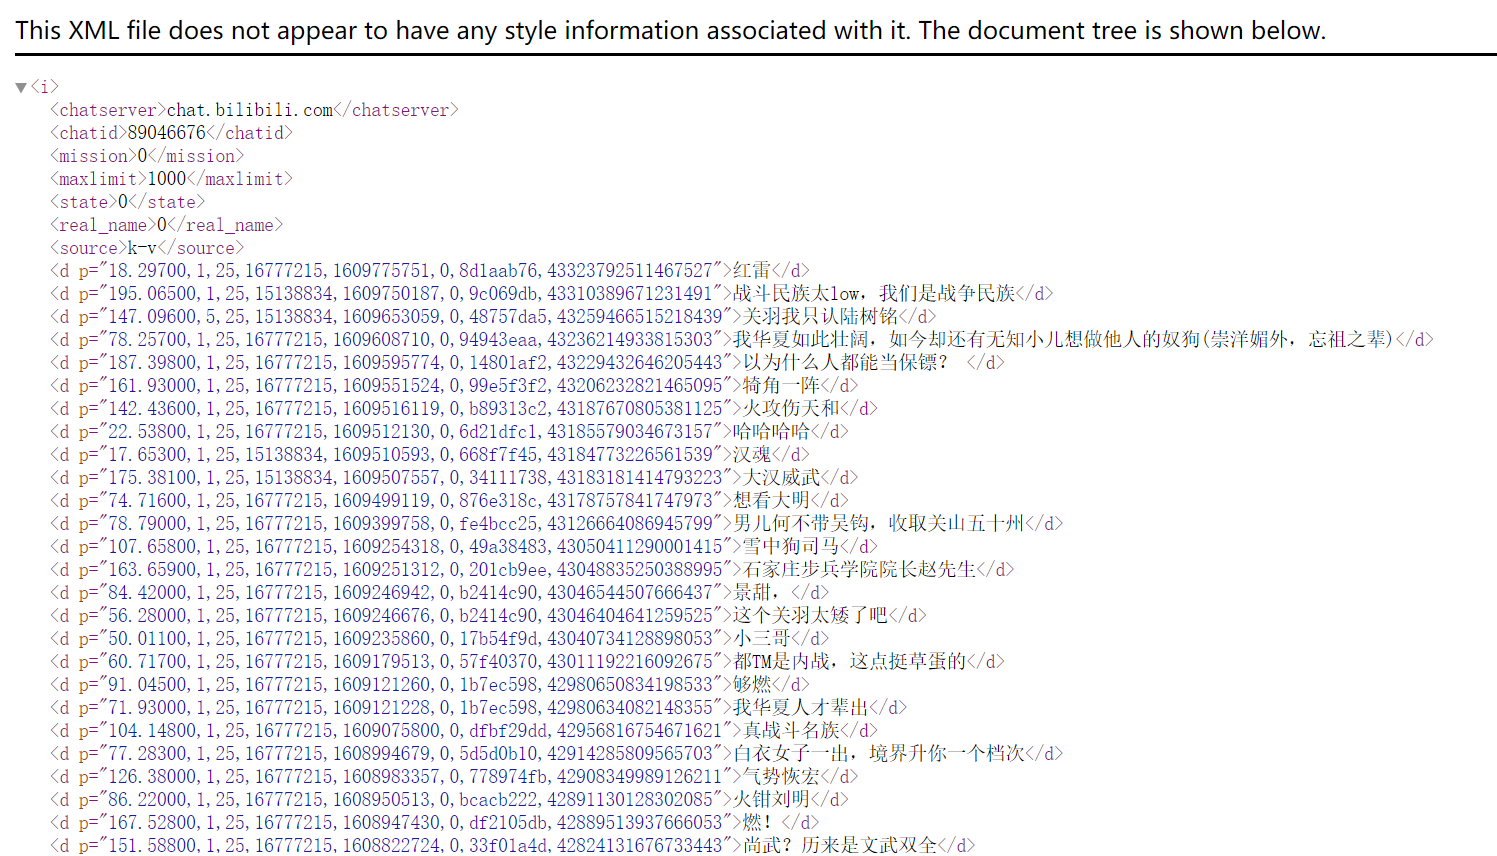 This XML file does not appear to have any style information associated with it. The document tree is shown below.
▼<i>
<chatserver>chat.bilibili.com</chatserver>
<chatid>89046676</chatid>
<mission>0</mission>
<maxlimit>1000</maxlimit>
<state>0</state>
<real_name>0</real_name>
<source>k-v</source>
<d p="18.29700,1,25,16777215,1609775751,0,8d1aab76,43323792511467527">红雷</d>
<d p="195.06500,1,25,15138834,1609750187,0,9c069db,43310389671231491">战斗民族太low，我们是战争民族</d>
<d p="147.09600,5,25,15138834,1609653059,0,48757da5,43259466515218439">关羽我只认陆树铭</d>
<d p="78.25700,1,25,16777215,1609608710,0,94943eaa,43236214933815303">我华夏如此壮阔，如今却还有无知小儿想做他人的奴狗(崇洋媚外，忘祖之辈)</d>
<d p="187.39800,1,25,16777215,1609595774,0,14801af2,43229432646205443">以为什么人都能当保镖？ </d>
<d p="161.93000,1,25,16777215,1609551524,0,99e5f3f2,43206232821465095">犄角一阵</d>
<d p="142.43600,1,25,16777215,1609516119,0,b89313c2,43187670805381125">火攻伤天和</d>
<d p="22.53800,1,25,16777215,1609512130,0,6d21dfc1,43185579034673157">哈哈哈哈</d>
<d p="17.65300,1,25,15138834,1609510593,0,668f7f45,43184773226561539">汉魂</d>
<d p="175.38100,1,25,15138834,1609507557,0,34111738,43183181414793223">大汉威武</d>
<d p="74.71600,1,25,16777215,1609499119,0,876e318c,43178757841747973">想看大明</d>
<d p="78.79000,1,25,16777215,1609399758,0,fe4bcc25,43126664086945799">男儿何不带吴钩，收取关山五十州</d>
<d p="107.65800,1,25,16777215,1609254318,0,49a38483,43050411290001415">雪中狗司马</d>
<d p="163.65900,1,25,16777215,1609251312,0,201cb9ee,43048835250388995">石家庄步兵学院院长赵先生</d>
<d p="84.42000,1,25,16777215,1609246942,0,b2414c90,43046544507666437">景甜，</d>
<d p="56.28000,1,25,16777215,1609246676,0,b2414c90,43046404641259525">这个关羽太矮了吧</d>
<d p="50.01100,1,25,16777215,1609235860,0,17b54f9d,43040734128898053">小三哥</d>
<d p="60.71700,1,25,16777215,1609179513,0,57f40370,43011192216092675">都TM是内战，这点挺草蛋的</d>
<d p="91.04500,1,25,16777215,1609121260,0,1b7ec598,42980650834198533">够燃</d>
<d p="71.93000,1,25,16777215,1609121228,0,1b7ec598,42980634082148355">我华夏人才辈出</d>
<d p="104.14800,1,25,16777215,1609075800,0,dfbf29dd,42956816754671621">真战斗名族</d>
<d p="77.28300,1,25,16777215,1608994679,0,5d5d0b10,42914285809565703">白衣女子一出，境界升你一个档次</d>
<d p="126.38000,1,25,16777215,1608983357,0,778974fb,42908349989126211">气势恢宏</d>
<d p="86.22000,1,25,16777215,1608950513,0,bcacb222,42891130128302085">火钳刘明</d>
<d p="167.52800,1,25,16777215,1608947430,0,df2105db,42889513937666053">燃！</d>
<d p="151.58800,1,25,16777215,1608822724,0,33f01a4d,42824131676733443">尚武？历来是文武双全</d>